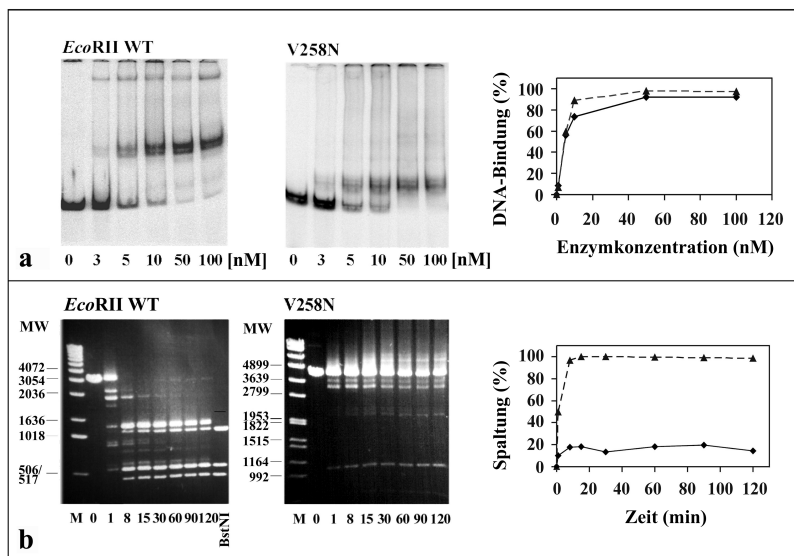 EcoRII WT
V258N
0 3 5 10 50 100 [nM]
0 3 5 10 50 100 [nM]
a
DNA-Bindung (%)
100
80
60
40
20
0
0 20 40 60 80 100 120
Enzymkonzentration (nM)
EcoRII WT
V258N
MW
4072
3054
2036
1636
1018
506/
517
M 0 1 8 15 30 60 90 120 BstNI
MW
4899
3639
2799
1953
1822
1515
1164
992
M 0 1 8 15 30 60 90 120
b
Spaltung (%)
100
80
60
40
20
0
0 20 40 60 80 100 120
Zeit (min)